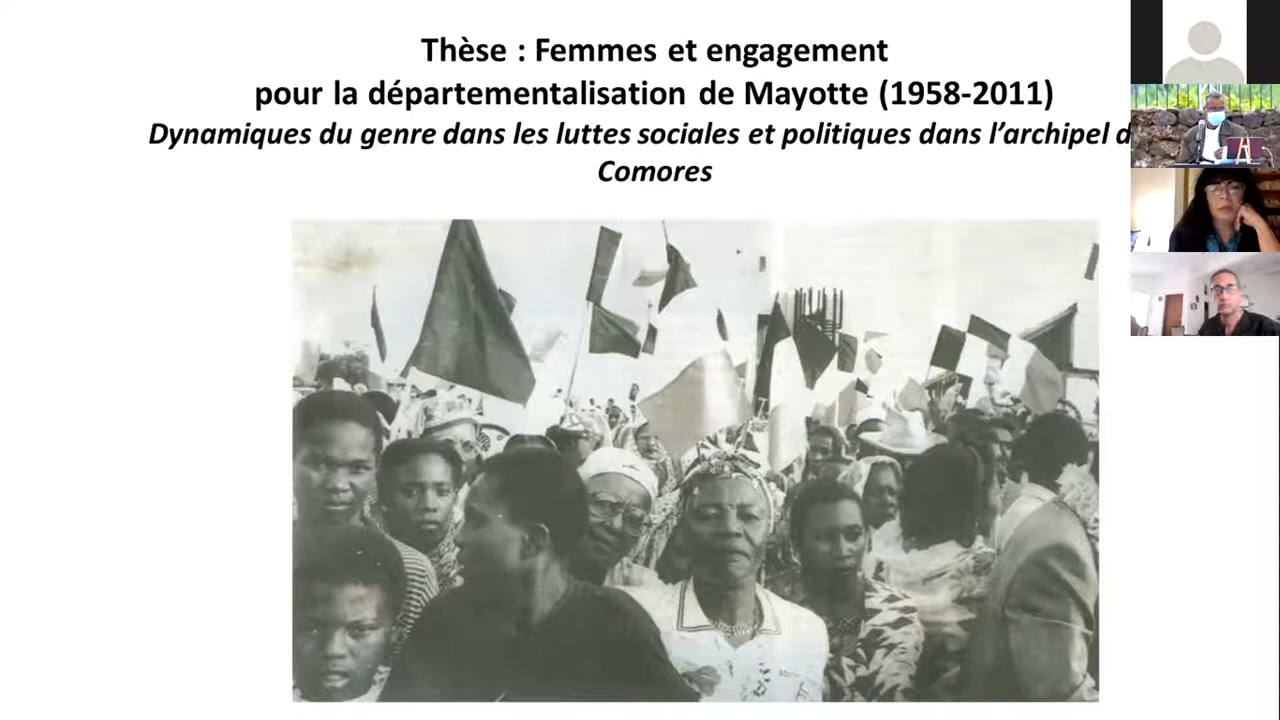 Thèse : Femmes et engagement
pour la départementalisation de Mayotte (1958-2011)
Dynamiques du genre dans les luttes sociales et politiques dans l’archipel d
Comores